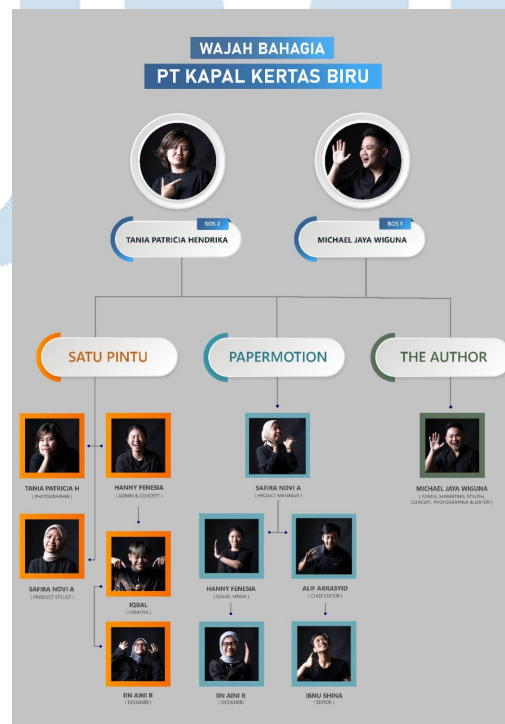 WAJAH BAHAGIA
PT KAPAL KERTAS BIRU
BOS 2
TANIA PATRICIA HENDRIKA
BOS 1
MICHAEL JAYA WIGUNA
SATU PINTU
PAPERMOTION
THE AUTHOR
TANIA PATRICIA H
( PHOTOGRAPHER )
HANNY FENESIA
( ADMIN & CONCEPT )
SAFIRA NOVI A
( PROJECT MANAGER )
MICHAEL JAYA WIGUNA
( ADMIN, MARKETING, STYLISH,
CONCEPT, PHOTOGRAPHER & EDITOR )
SAFIRA NOVI A
( PRODUCT STYLIST )
IQBAL
( CREATIVE )
HANNY FENESIA
( SOSIAL MEDIA )
ALIF ARRASYID
( CHIEF EDITOR )
IIN AINI R
( DESIGNER )
IIN AINI R
( DESIGNER )
IBNU SHINA
( EDITOR )